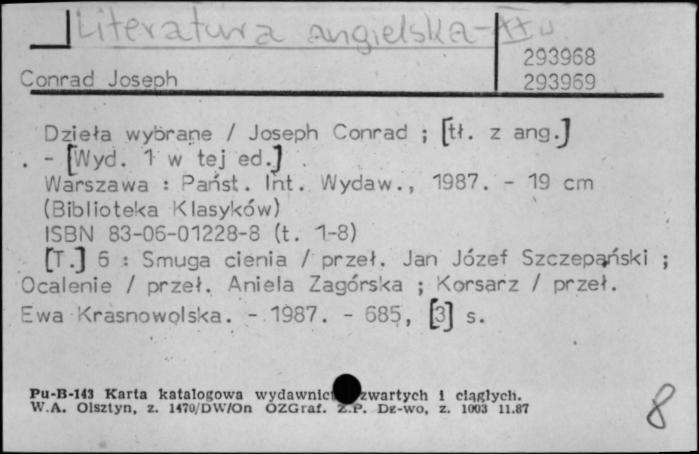 Literatura angielska - XX w
293968
Conrad Joseph 293969
Dzieła wybrane / Joseph Conrad ; [tł. z ang.]
. - [Wyd. 1 w tej ed.]
Warszawa : Państ. Int. Wydaw., 1987. - 19 cm
(Biblioteka Klasyków)
ISBN 83-06-01228-8 (t. 1-8)
[T.] 6 : Smuga cienia / przeł. Jan Józef Szczepański ;
Ocalenie / przeł. Aniela Zagórska ; Korsarz / przeł.
Ewa Krasnowolska. - 1987. - 685, [3] s.
Pu-B-143 Karta katalogowa zwartych i ciągłych.
W.A. Olsztyn, z. 1470/DW/On OZGraf. Z.P. Dz-wo, z. 1003 11.87
8